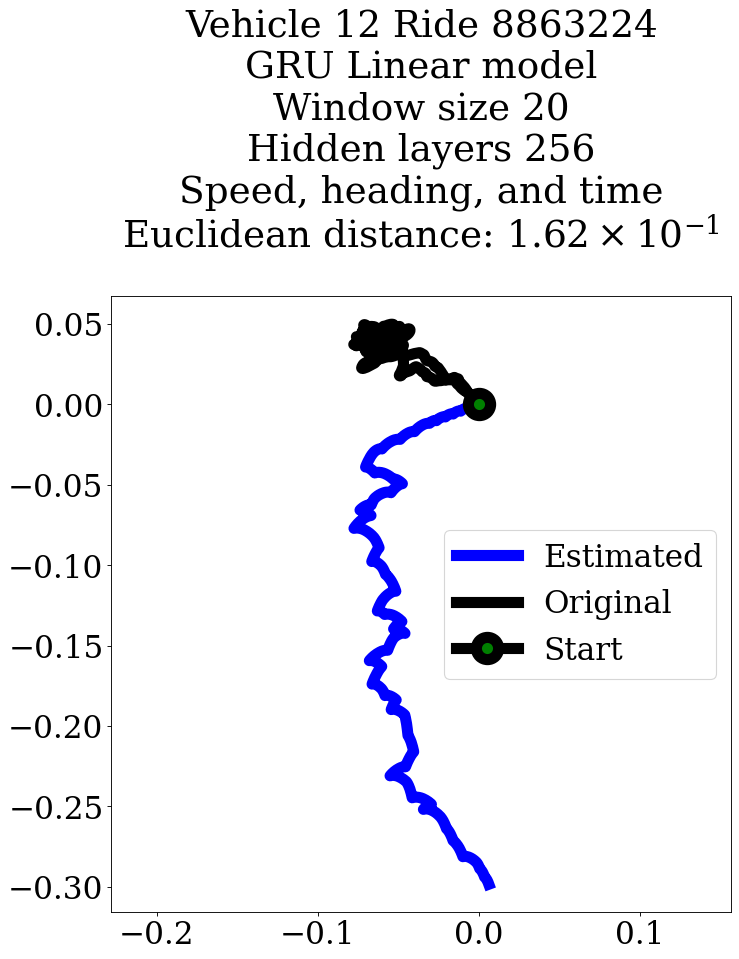 Vehicle 12 Ride 8863224
GRU Linear model
Window size 20
Hidden layers 256
Speed, heading, and time
Euclidean distance: 1.62 × 10⁻¹
0.05
0.00
−0.05
−0.10
−0.15
−0.20
−0.25
−0.30
Estimated
Original
Start
−0.2
−0.1
0.0
0.1